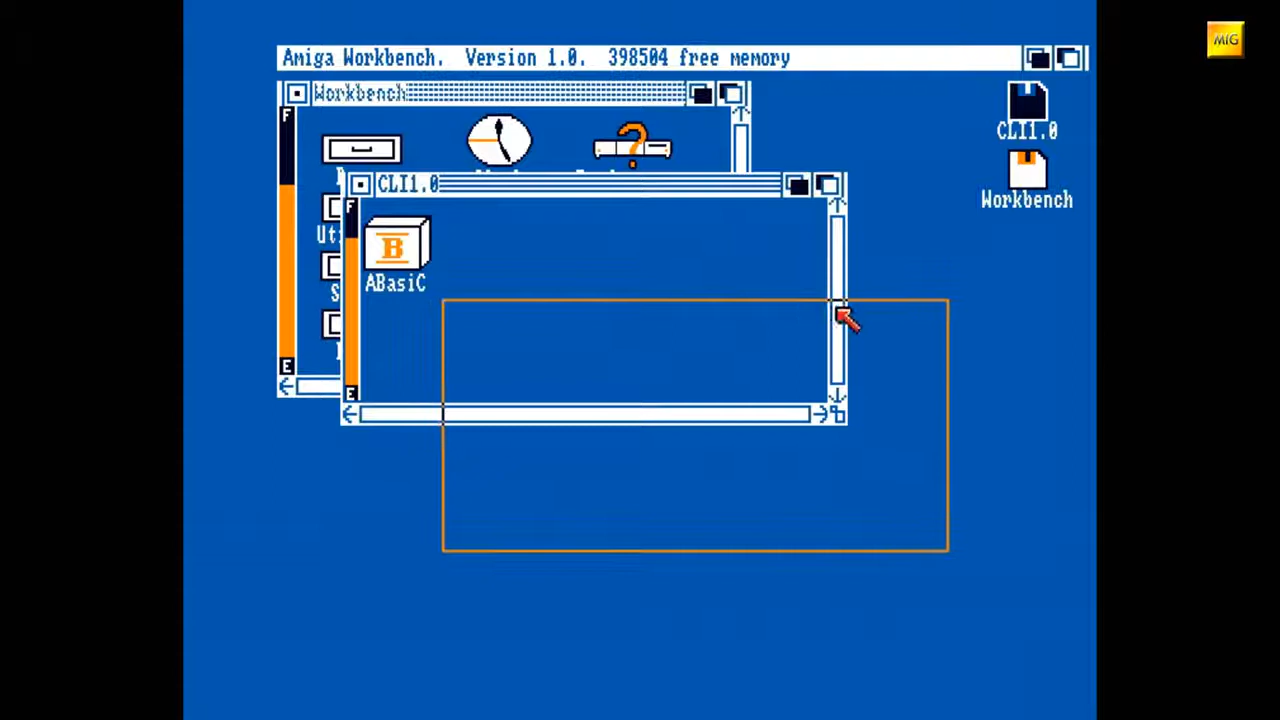 MIG
Amiga Workbench. Version 1.0. 398504 free memory
Workbench
CLI1.0
Workbench
CLI1.0
F
F
B
ABasiC
E
E